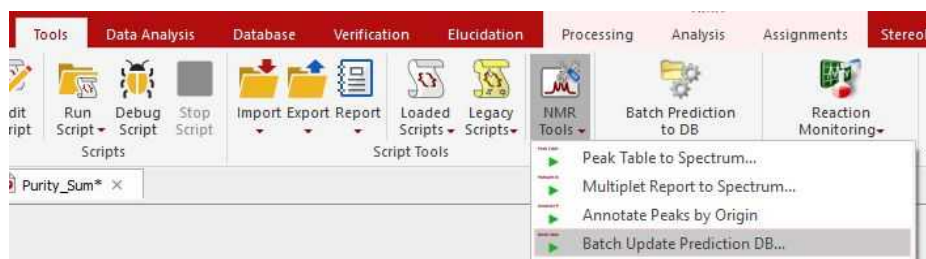 Tools Data Analysis Database Verification Elucidation Processing Analysis Assignments
Run Debug Stop Import Export Report Loaded Legacy NMR Batch Prediction Reaction
Script Script Script Scripts Scripts Tools to DB Monitoring
Scripts Script Tools
Purity_Sum* ×
Peak Table to Spectrum...
Multiplet Report to Spectrum...
Annotate Peaks by Origin
Batch Update Prediction DB...